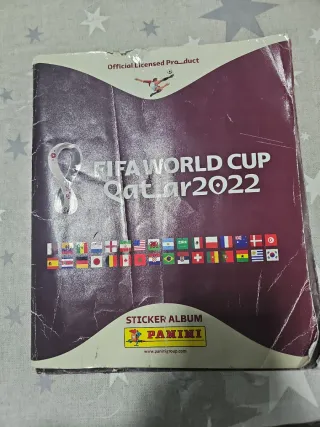 Official Licensed Product
FIFA WORLD CUP
Qatar2022
STICKER ALBUM
PANINI
www.paninigroup.com